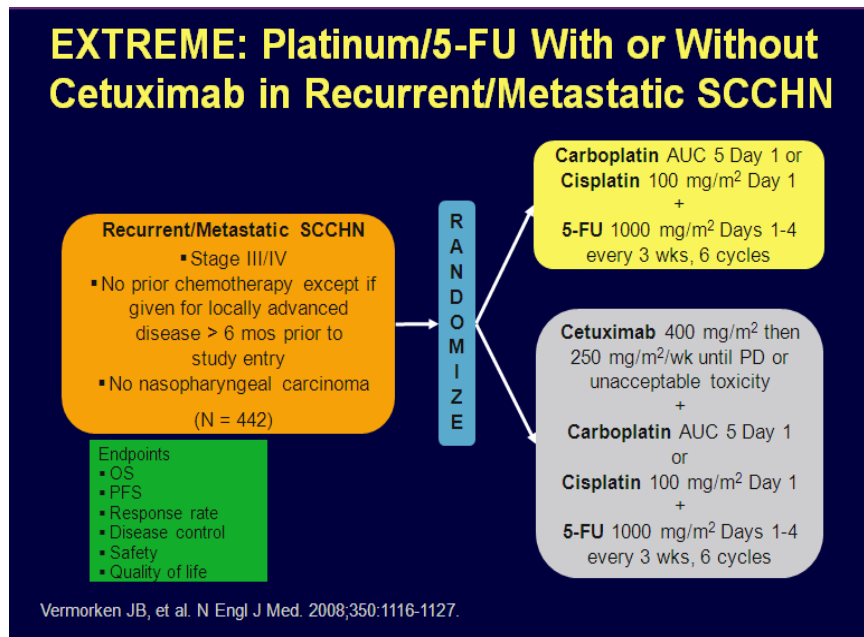 EXTREME: Platinum/5-FU With or Without
Cetuximab in Recurrent/Metastatic SCCHN
Recurrent/Metastatic SCCHN
▪ Stage III/IV
▪ No prior chemotherapy except if
given for locally advanced
disease > 6 mos prior to
study entry
▪ No nasopharyngeal carcinoma
(N = 442)
Endpoints
▪ OS
▪ PFS
▪ Response rate
▪ Disease control
▪ Safety
▪ Quality of life
R
A
N
D
O
M
I
Z
E
Carboplatin AUC 5 Day 1 or
Cisplatin 100 mg/m² Day 1
+
5-FU 1000 mg/m² Days 1-4
every 3 wks, 6 cycles
Cetuximab 400 mg/m² then
250 mg/m²/wk until PD or
unacceptable toxicity
+
Carboplatin AUC 5 Day 1
or
Cisplatin 100 mg/m² Day 1
+
5-FU 1000 mg/m² Days 1-4
every 3 wks, 6 cycles
Vermorken JB, et al. N Engl J Med. 2008;350:1116-1127.